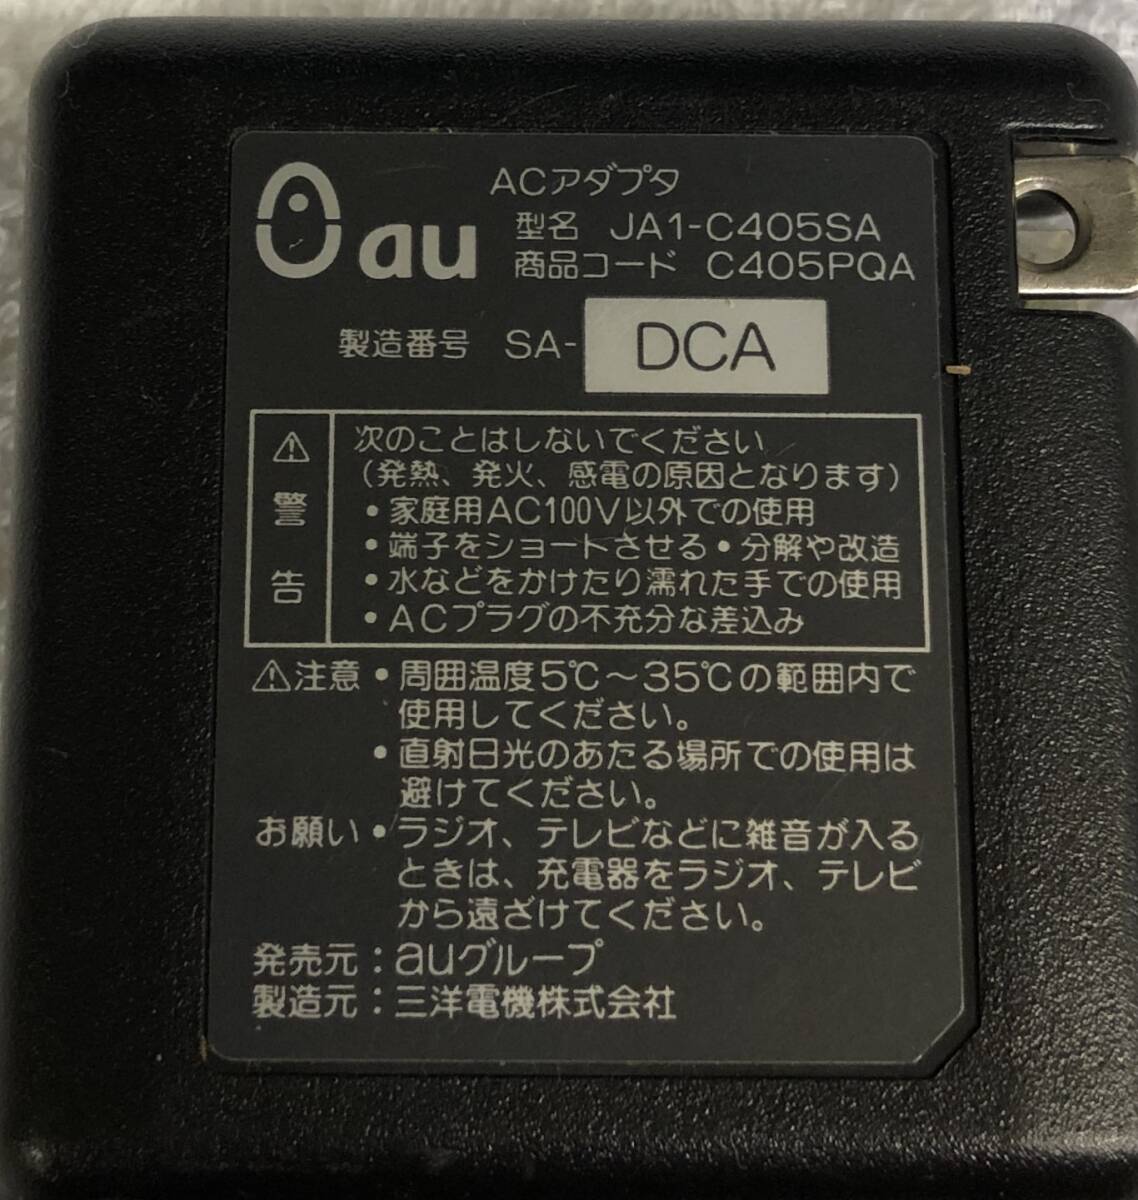 au
ACアダプタ
型名 JA1-C405SA
商品コード C405PQA
製造番号 SA- DCA
⚠警告
次のことはしないでください
(発熱、発火、感電の原因となります)
・家庭用AC100V以外での使用
・端子をショートさせる・分解や改造
・水などをかけたり濡れた手での使用
・ACプラグの不充分な差込み
⚠注意・周囲温度5℃〜35℃の範囲内で
使用してください。
・直射日光のあたる場所での使用は
避けてください。
お願い・ラジオ、テレビなどに雑音が入る
ときは、充電器をラジオ、テレビ
から遠ざけてください。
発売元:auグループ
製造元:三洋電機株式会社